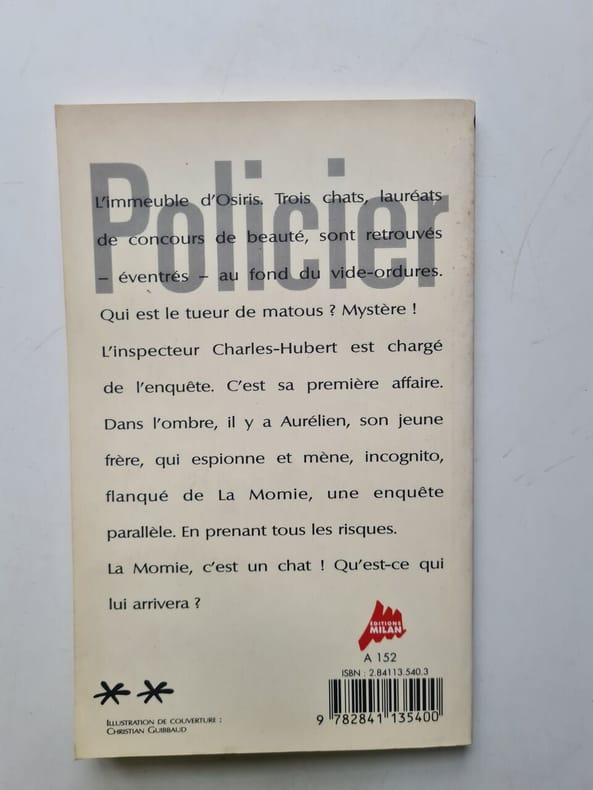 Policier
L'immeuble d'Osiris. Trois chats, lauréats
de concours de beauté, sont retrouvés
– éventrés – au fond du vide-ordures.
Qui est le tueur de matous ? Mystère !
L'inspecteur Charles-Hubert est chargé
de l'enquête. C'est sa première affaire.
Dans l'ombre, il y a Aurélien, son jeune
frère, qui espionne et mène, incognito,
flanqué de La Momie, une enquête
parallèle. En prenant tous les risques.
La Momie, c'est un chat ! Qu'est-ce qui
lui arrivera ?
ÉDITIONS
MILAN
A 152
ISBN : 2.84113.540.3
9 782841 135400
ILLUSTRATION DE COUVERTURE :
CHRISTIAN GUIBBAUD